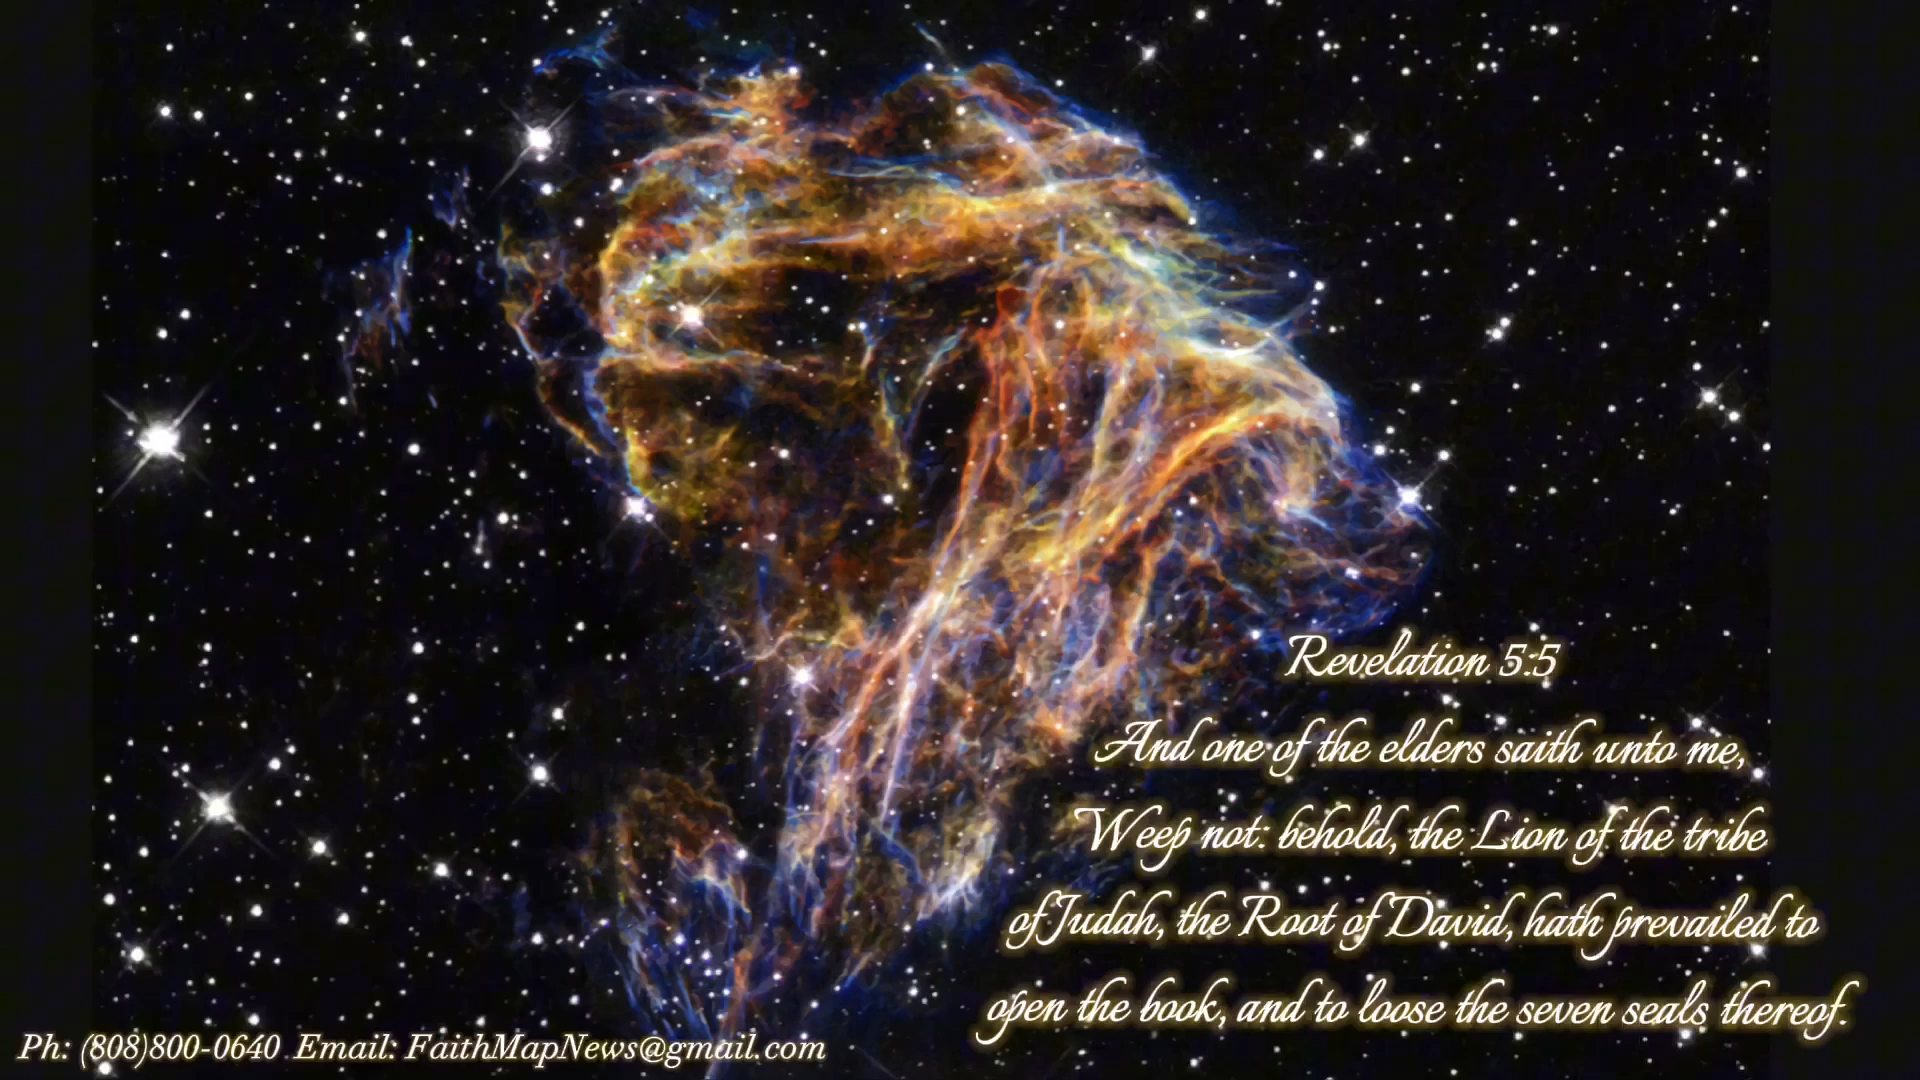 Revelation 5:5
And one of the elders saith unto me,
Weep not: behold, the Lion of the tribe
of Judah, the Root of David, hath prevailed to
open the book, and to loose the seven seals thereof.
Ph: (808)800-0640 Email: FaithMapNews@gmail.com